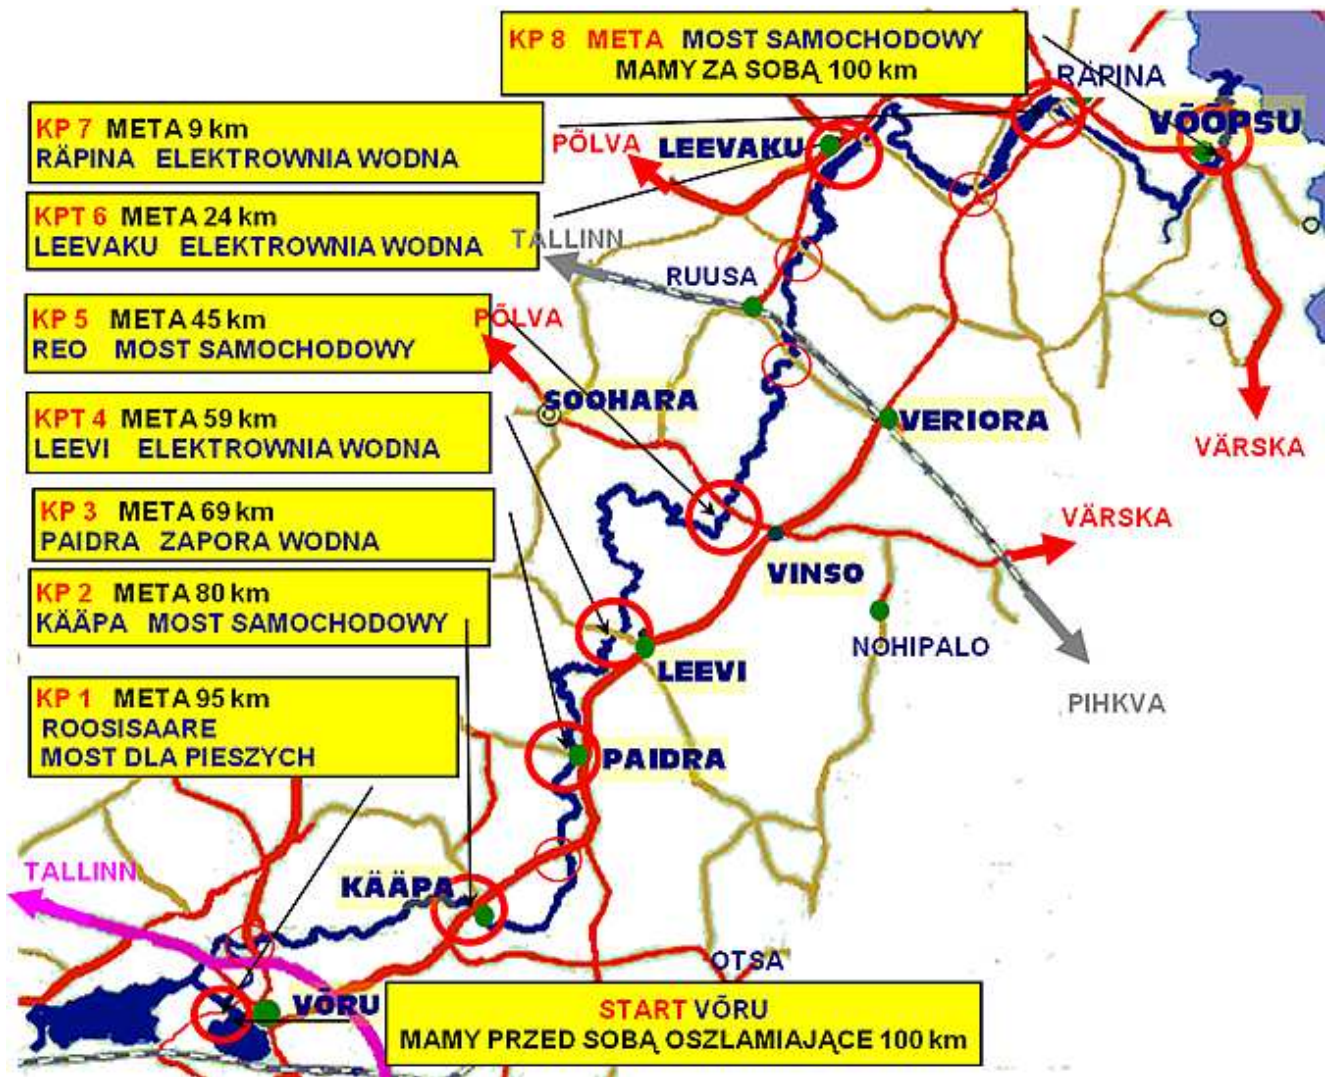 KP 8 META MOST SAMOCHODOWY
MAMY ZA SOBĄ 100 km
RÄPINA
VÕÕPSU
KP 7 META 9 km
RÄPINA ELEKTROWNIA WODNA
PÕLVA
LEEVAKU
KPT 6 META 24 km
LEEVAKU ELEKTROWNIA WODNA
TALLINN
RUUSA
KP 5 META 45 km
REO MOST SAMOCHODOWY
PÕLVA
SOOHARA
VERIORA
VÄRSKA
KPT 4 META 59 km
LEEVI ELEKTROWNIA WODNA
KP 3 META 69 km
PAIDRA ZAPORA WODNA
VÄRSKA
VINSO
KP 2 META 80 km
KÄÄPA MOST SAMOCHODOWY
NOHIPALO
LEEVI
PIHKVA
KP 1 META 95 km
ROOSISAARE
MOST DLA PIESZYCH
PAIDRA
TALLINN
KÄÄPA
OTSA
VÕRU
START VÕRU
MAMY PRZED SOBĄ OSZLAMIAJĄCE 100 km